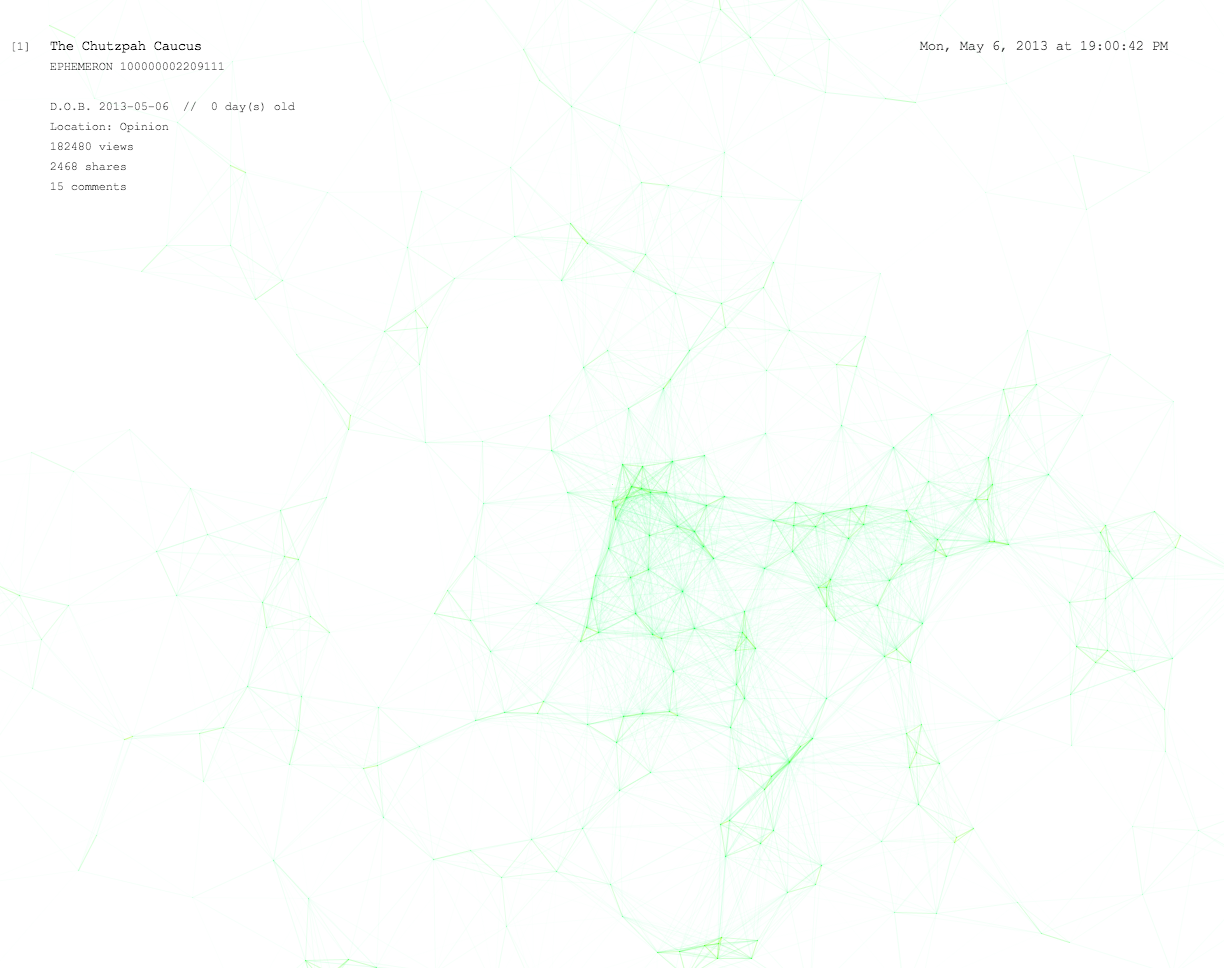 [1] The Chutzpah Caucus
Mon, May 6, 2013 at 19:00:42 PM
EPHEMERON 100000002209111
D.O.B. 2013-05-06 // 0 day(s) old
Location: Opinion
182480 views
2468 shares
15 comments